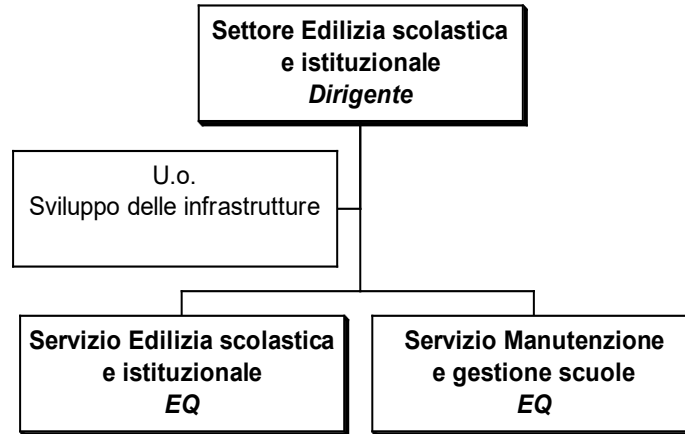 Settore Edilizia scolastica
e istituzionale
Dirigente
U.o.
Sviluppo delle infrastrutture
Servizio Edilizia scolastica
e istituzionale
EQ
Servizio Manutenzione
e gestione scuole
EQ